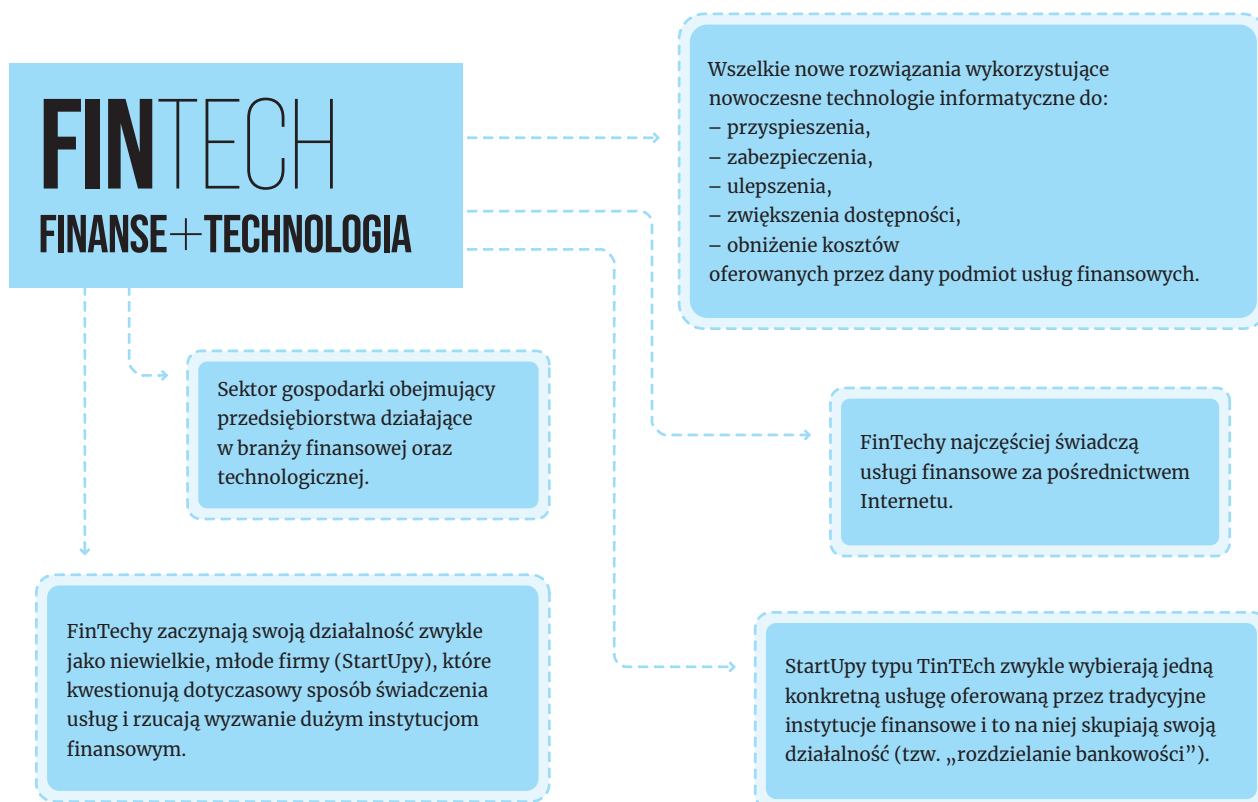 FINTECH
FINANSE+TECHNOLOGIA
Wszelkie nowe rozwiązania wykorzystujące
nowoczesne technologie informatyczne do:
– przyspieszenia,
– zabezpieczenia,
– ulepszenia,
– zwiększenia dostępności,
– obniżenie kosztów
oferowanych przez dany podmiot usług finansowych.
Sektor gospodarki obejmujący
przedsiębiorstwa działające
w branży finansowej oraz
technologicznej.
FinTechy najczęściej świadczą
usługi finansowe za pośrednictwem
Internetu.
FinTechy zaczynają swoją działalność zwykle
jako niewielkie, młode firmy (StartUpy), które
kwestionują dotyczasowy sposób świadczenia
usług i rzucają wyzwanie dużym instytucjom
finansowym.
StartUpy typu TinTEch zwykle wybierają jedną
konkretną usługę oferowaną przez tradycyjne
instytucje finansowe i to na niej skupiają swoją
działalność (tzw. „rozdzielanie bankowości”).